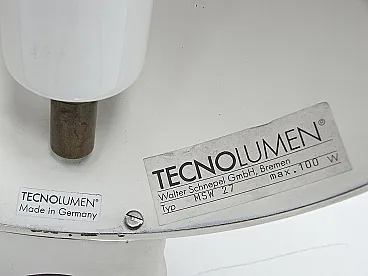 TECNOLUMEN®
Walter Schnepel GmbH, Bremen
Typ MSW 27 max. 100 W
TECNOLUMEN®
Made in Germany